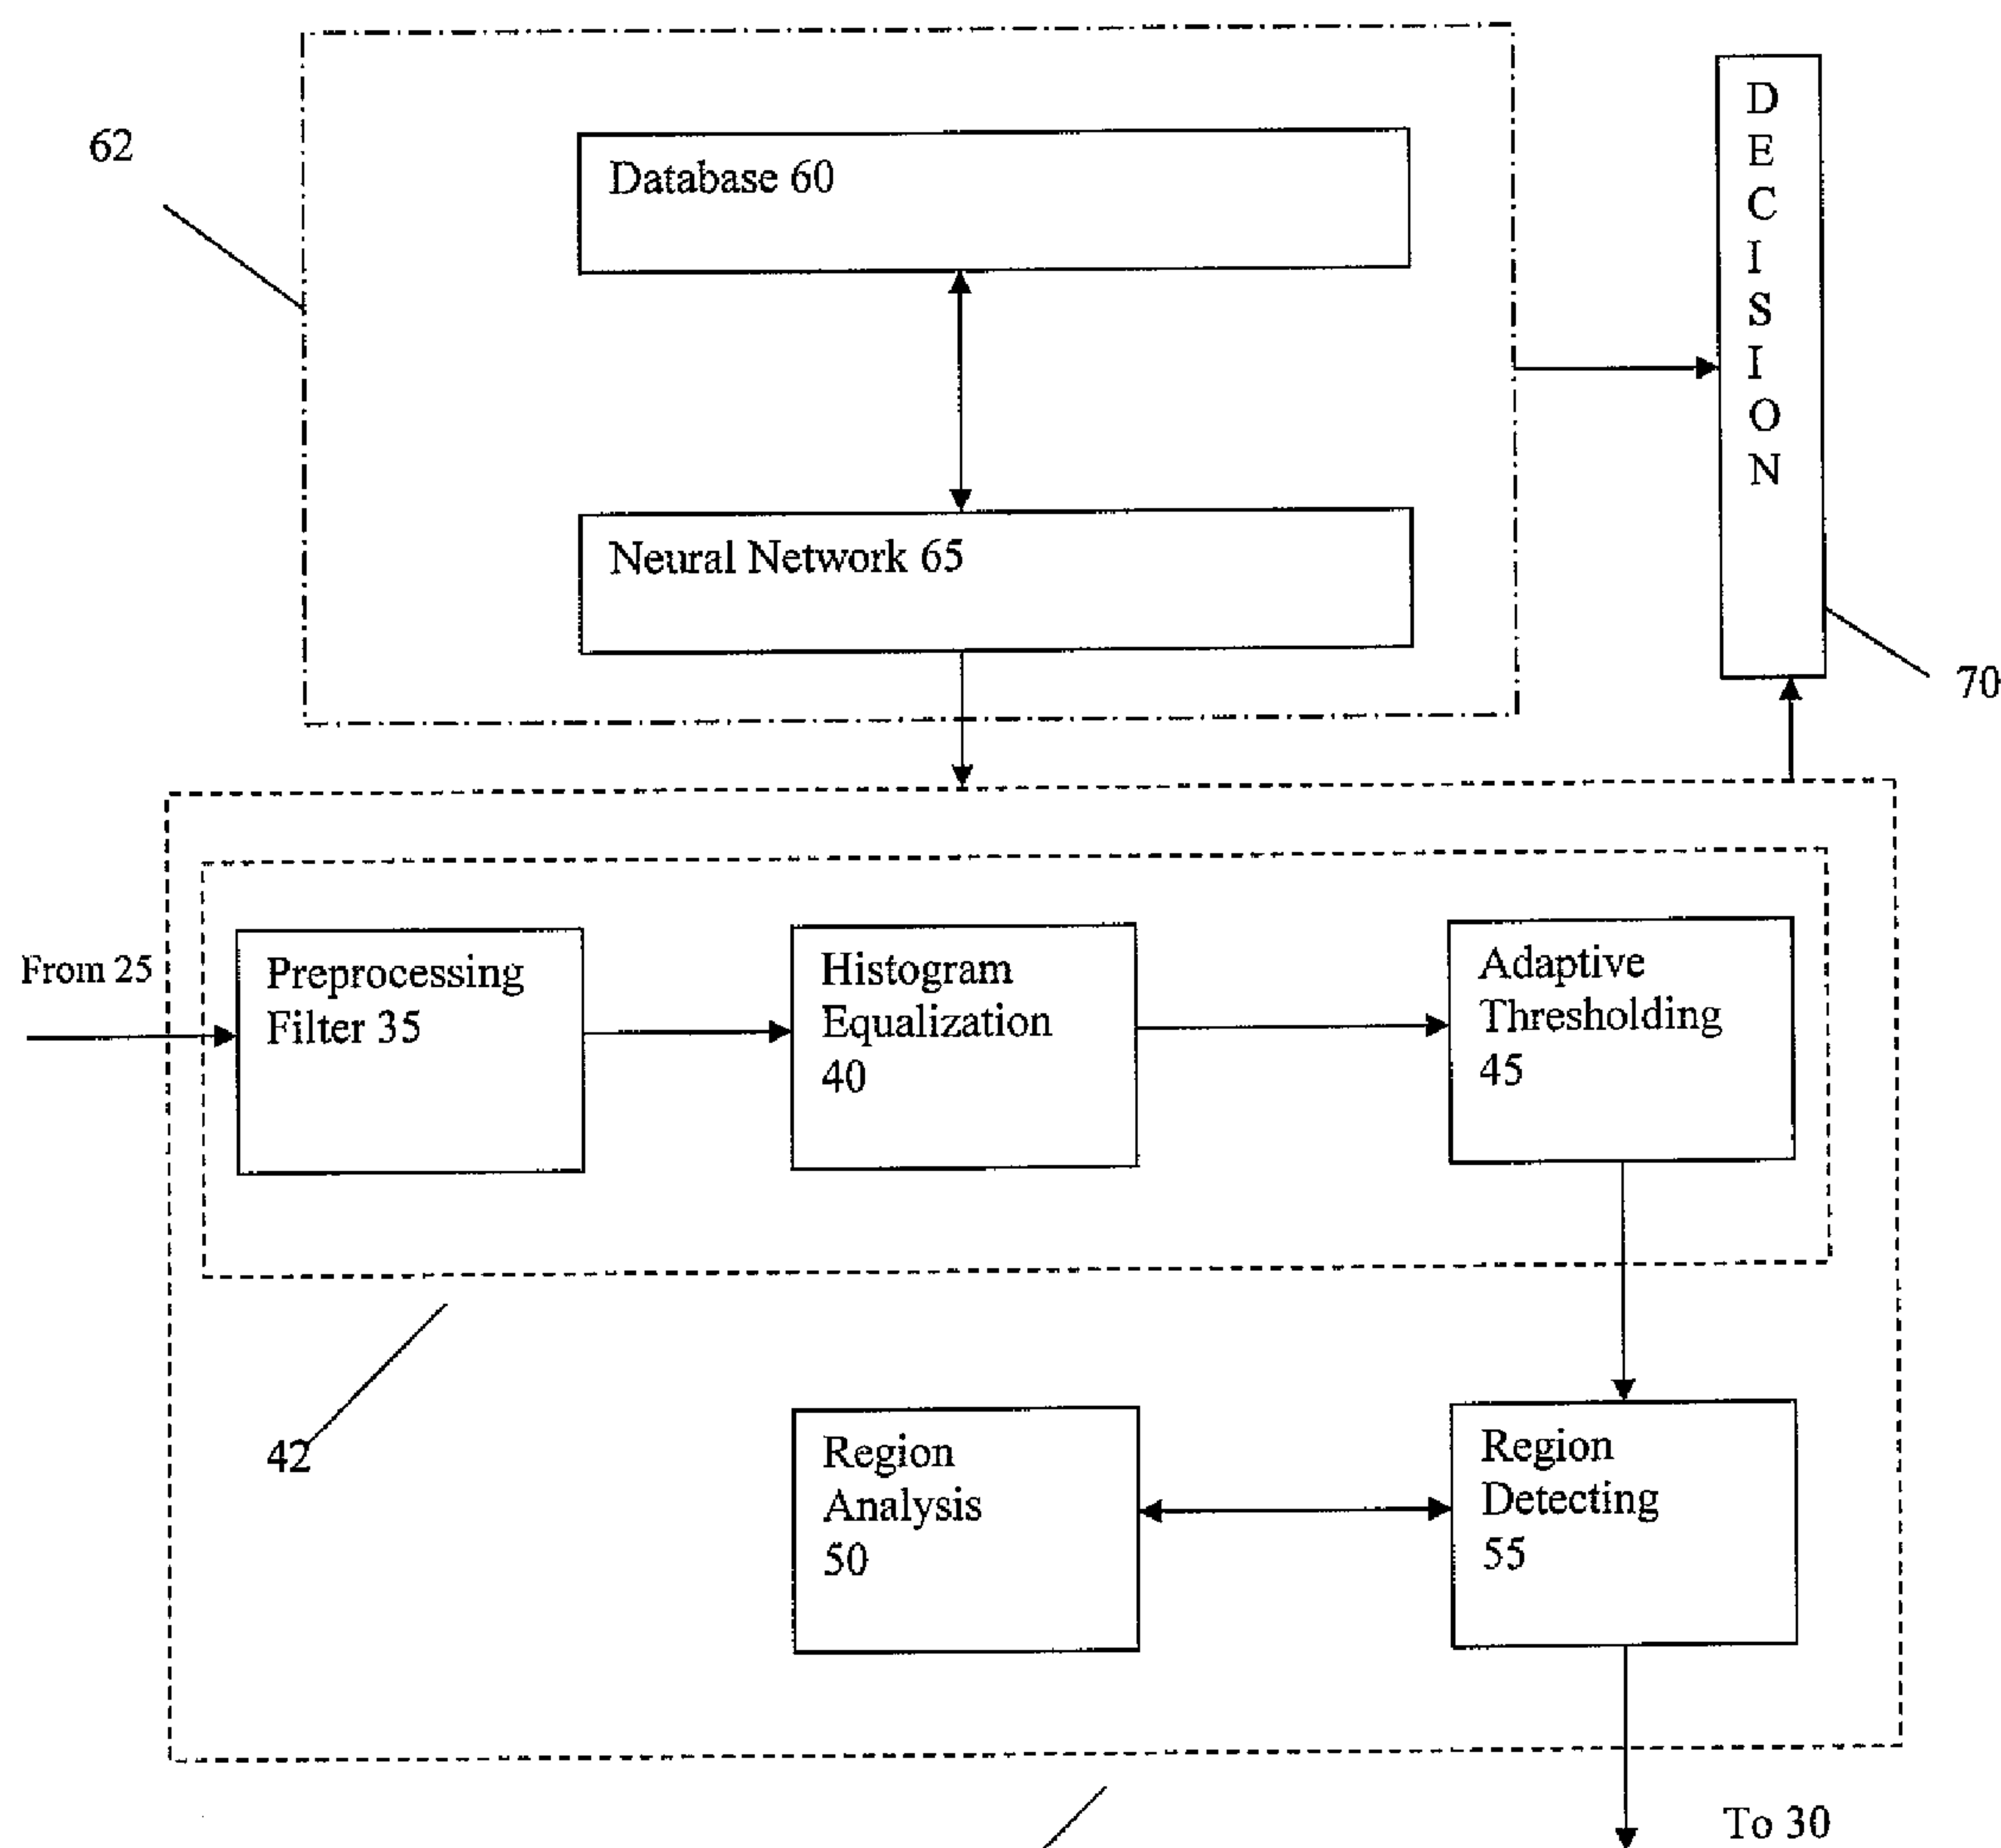 62
Database 60
D
E
C
I
S
I
O
N
Neural Network 65
70
From 25
Preprocessing
Filter 35
Histogram
Equalization
40
Adaptive
Thresholding
45
42
Region
Analysis
50
Region
Detecting
55
To 30